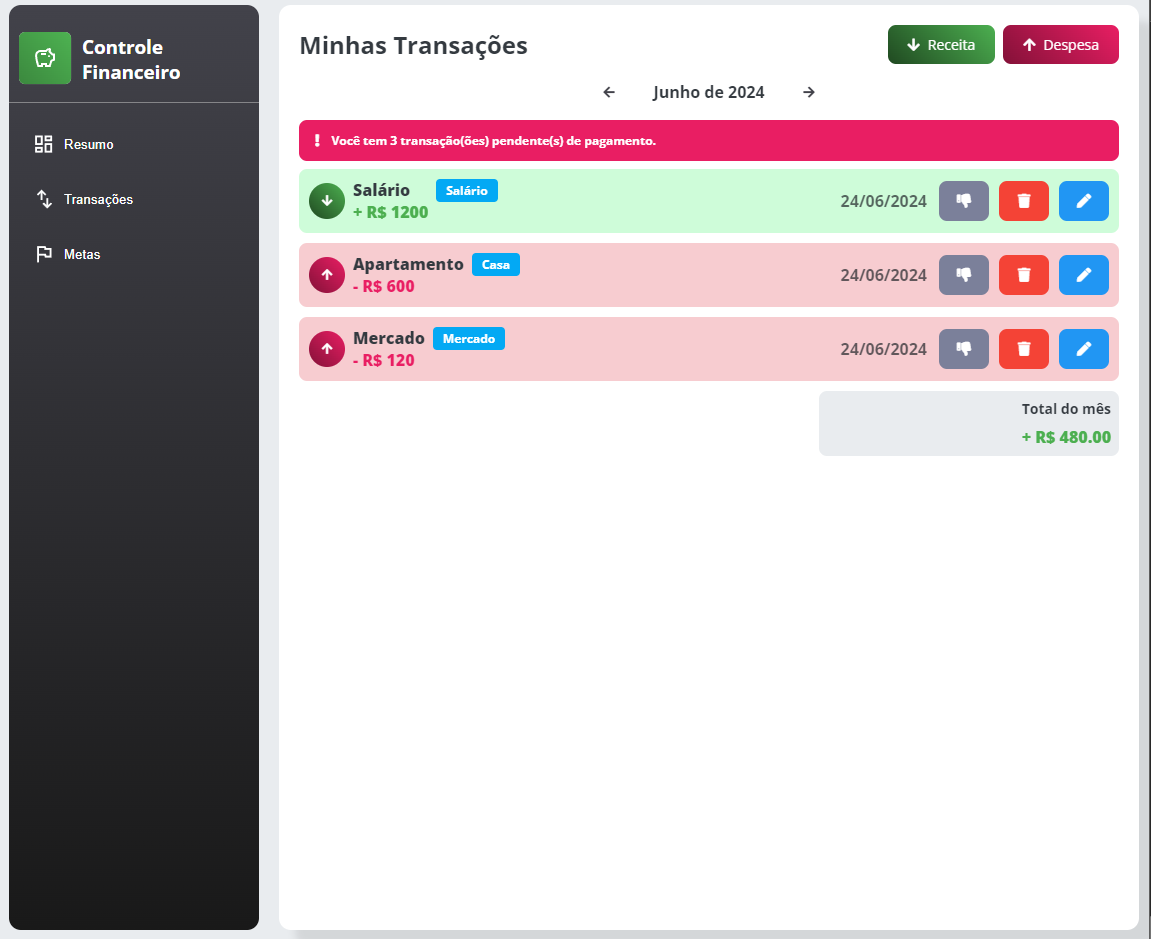 Controle
Financeiro
Resumo
Transações
Metas
Minhas Transações
Receita
Despesa
Junho de 2024
! Você tem 3 transação(ões) pendente(s) de pagamento.
Salário Salário
+ R$ 1200
24/06/2024
Apartamento Casa
- R$ 600
24/06/2024
Mercado Mercado
- R$ 120
24/06/2024
Total do mês
+ R$ 480.00